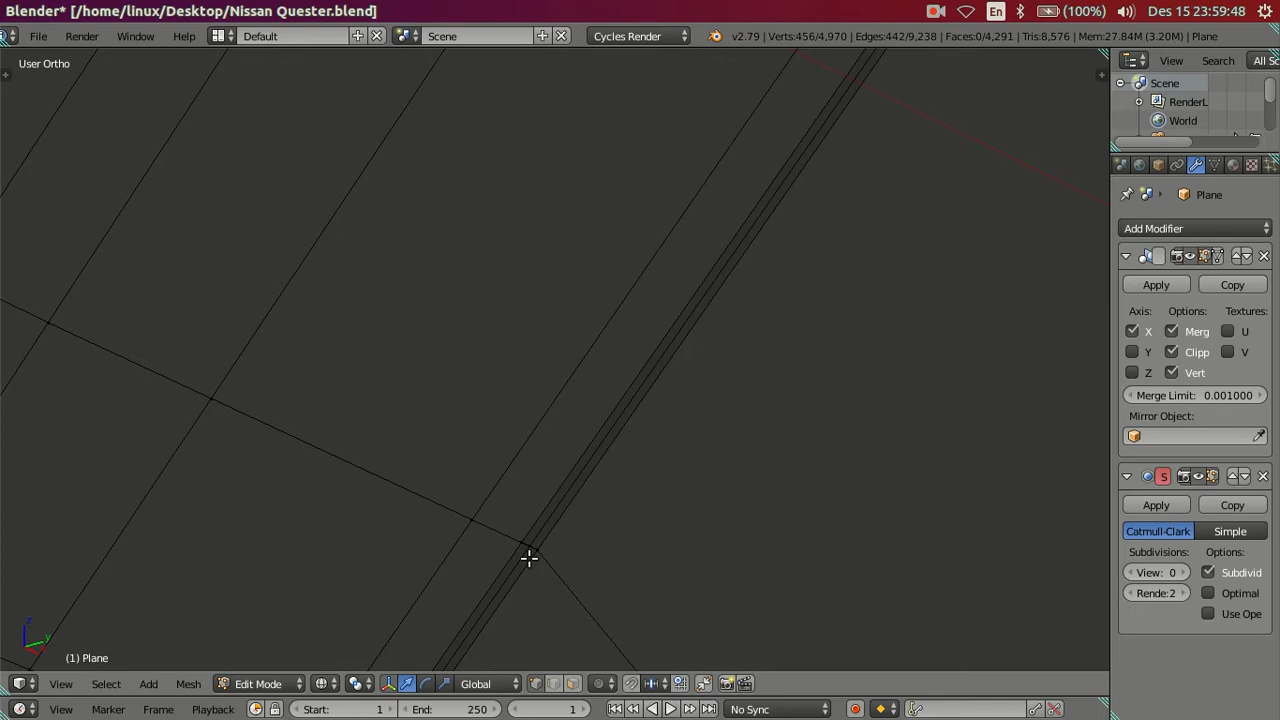 Blender* [/home/linux/Desktop/Nissan Quester.blend]
En
(100%)
Des 15 23:59:48
File
Render
Window
Help
Default
Scene
Cycles Render
v2.79 | Verts:456/4,970 | Edges:442/9,238 | Faces:0/4,291 | Tris:8,576 | Mem:27.84M (3.20M) | Plane
User Ortho
View
Search
All Sc
Scene
RenderL
World
Plane
Add Modifier
Apply
Copy
Axis:
Options:
Textures:
X
Merg
U
Y
Clipp
V
Z
Vert
Merge Limit: 0.001000
Mirror Object:
S
Apply
Copy
Catmull-Clark
Simple
Subdivisions:
Options:
View: 0
Subdivid
Rende:2
Optimal
Use Ope
z
y
(1) Plane
View
Select
Add
Mesh
Edit Mode
Global
View
Marker
Frame
Playback
Start: 1
End: 250
1
No Sync